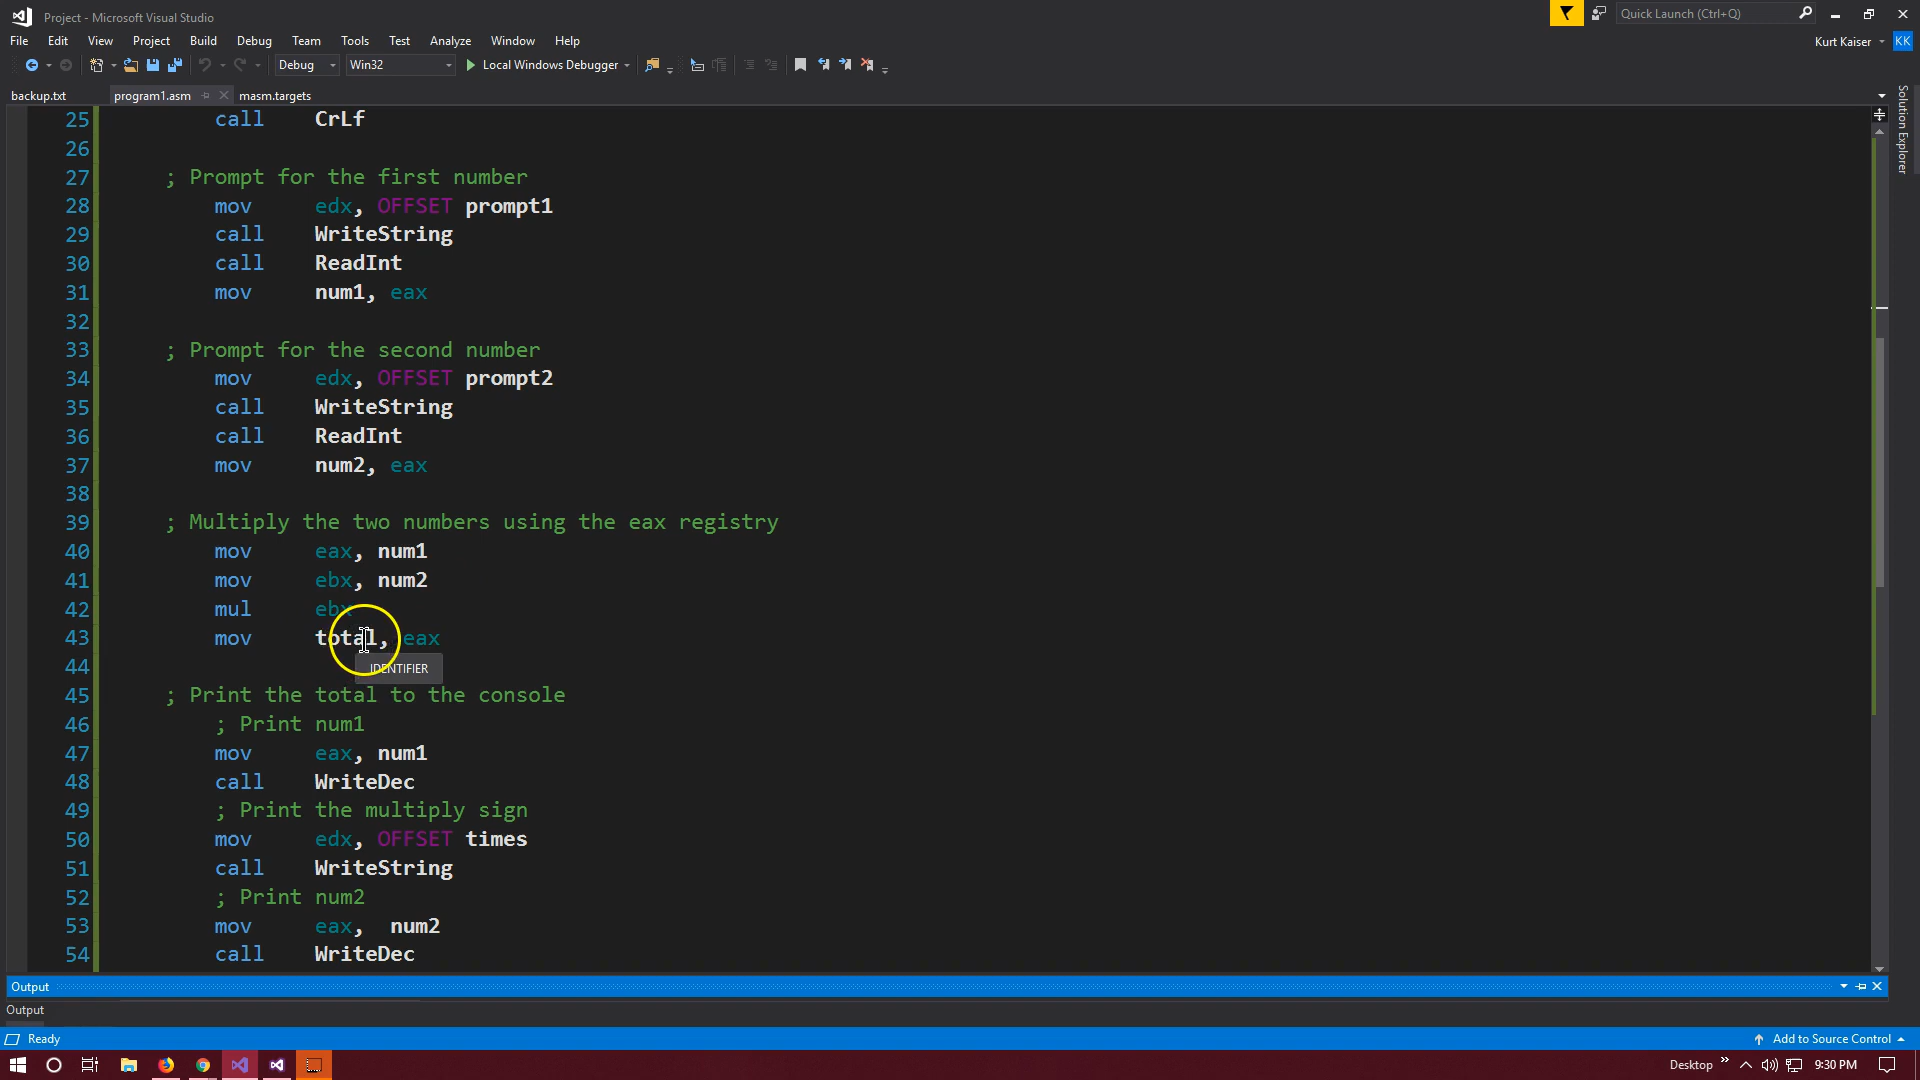 Project - Microsoft Visual Studio
Quick Launch (Ctrl+Q)
File Edit View Project Build Debug Team Tools Test Analyze Window Help
Kurt Kaiser KK
Debug Win32 Local Windows Debugger
backup.txt program1.asm masm.targets
Solution Explorer
25 call CrLf
26
27 ; Prompt for the first number
28 mov edx, OFFSET prompt1
29 call WriteString
30 call ReadInt
31 mov num1, eax
32
33 ; Prompt for the second number
34 mov edx, OFFSET prompt2
35 call WriteString
36 call ReadInt
37 mov num2, eax
38
39 ; Multiply the two numbers using the eax registry
40 mov eax, num1
41 mov ebx, num2
42 mul ebx
43 mov total, eax
IDENTIFIER
44
45 ; Print the total to the console
46 ; Print num1
47 mov eax, num1
48 call WriteDec
49 ; Print the multiply sign
50 mov edx, OFFSET times
51 call WriteString
52 ; Print num2
53 mov eax, num2
54 call WriteDec
Output
Output
Ready
Add to Source Control
Desktop 9:30 PM